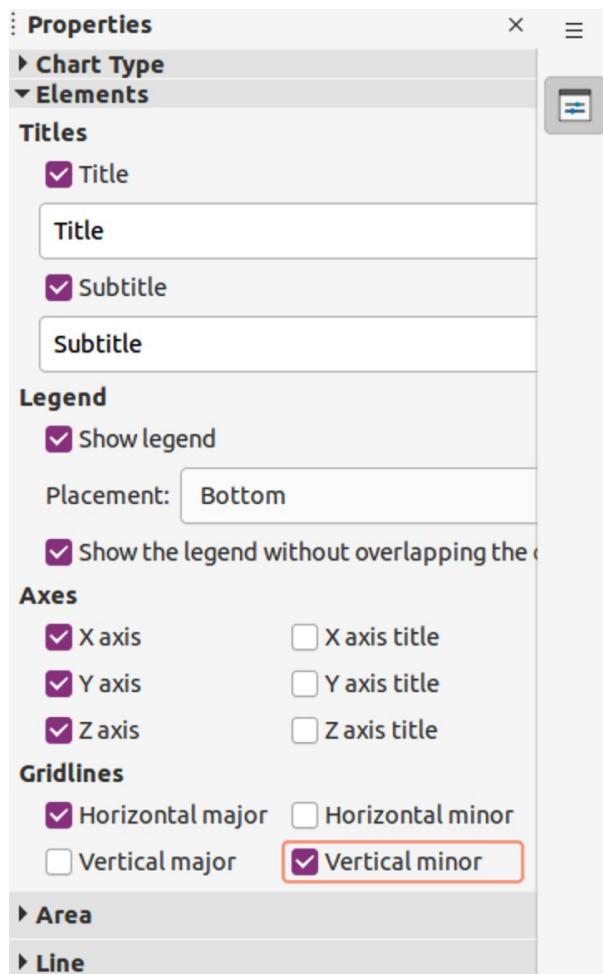 Properties
Chart Type
Elements
Titles
Title
Title
Subtitle
Subtitle
Legend
Show legend
Placement: Bottom
Show the legend without overlapping the
Axes
X axis X axis title
Y axis Y axis title
Z axis Z axis title
Gridlines
Horizontal major Horizontal minor
Vertical major Vertical minor
Area
Line